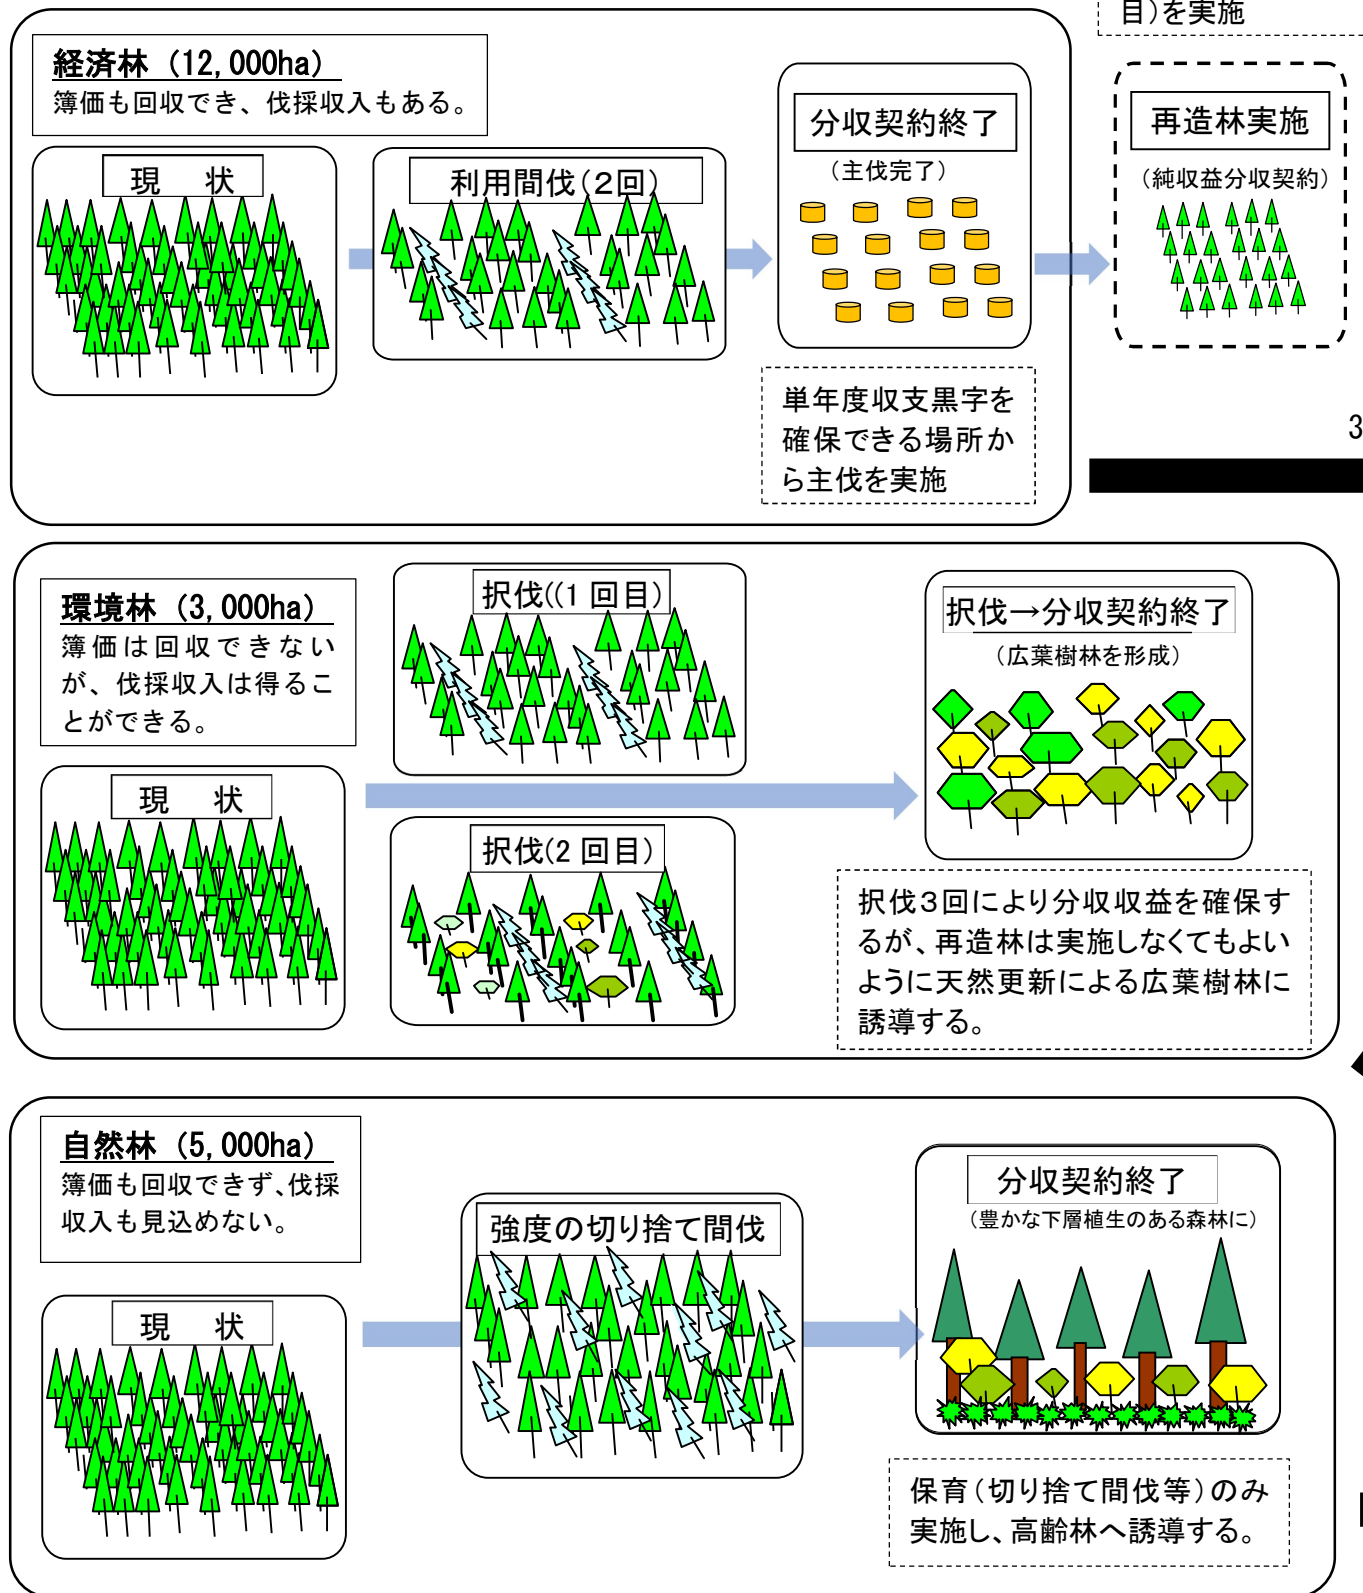 目)を実施
経済林（12,000ha）
簿価も回収でき、伐採収入もある。
現　状
利用間伐(2回)
分収契約終了
（主伐完了）
再造林実施
（純収益分収契約）
単年度収支黒字を
確保できる場所か
ら主伐を実施
3
環境林（3,000ha）
簿価は回収できない
が、伐採収入は得るこ
とができる。
現　状
択伐((1回目)
択伐(2回目)
択伐→分収契約終了
（広葉樹林を形成）
択伐3回により分収収益を確保す
るが、再造林は実施しなくてもよい
ように天然更新による広葉樹林に
誘導する。
自然林（5,000ha）
簿価も回収できず、伐採
収入も見込めない。
現　状
強度の切り捨て間伐
分収契約終了
（豊かな下層植生のある森林に）
保育(切り捨て間伐等)のみ
実施し、高齢林へ誘導する。